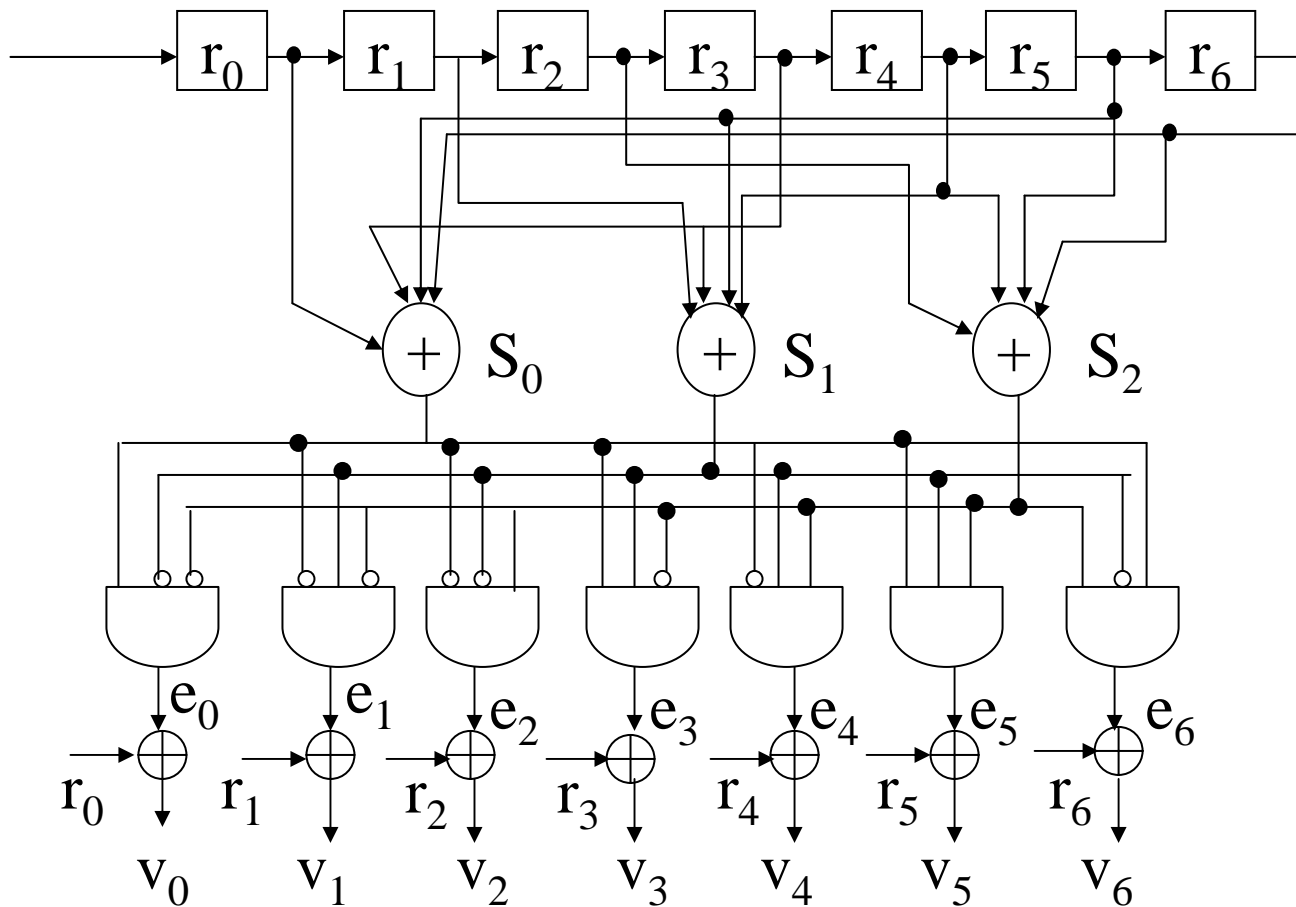 r₀ r₁ r₂ r₃ r₄ r₅ r₆
+ S₀ + S₁ + S₂
e₀ e₁ e₂ e₃ e₄ e₅ e₆
r₀ r₁ r₂ r₃ r₄ r₅ r₆
v₀ v₁ v₂ v₃ v₄ v₅ v₆